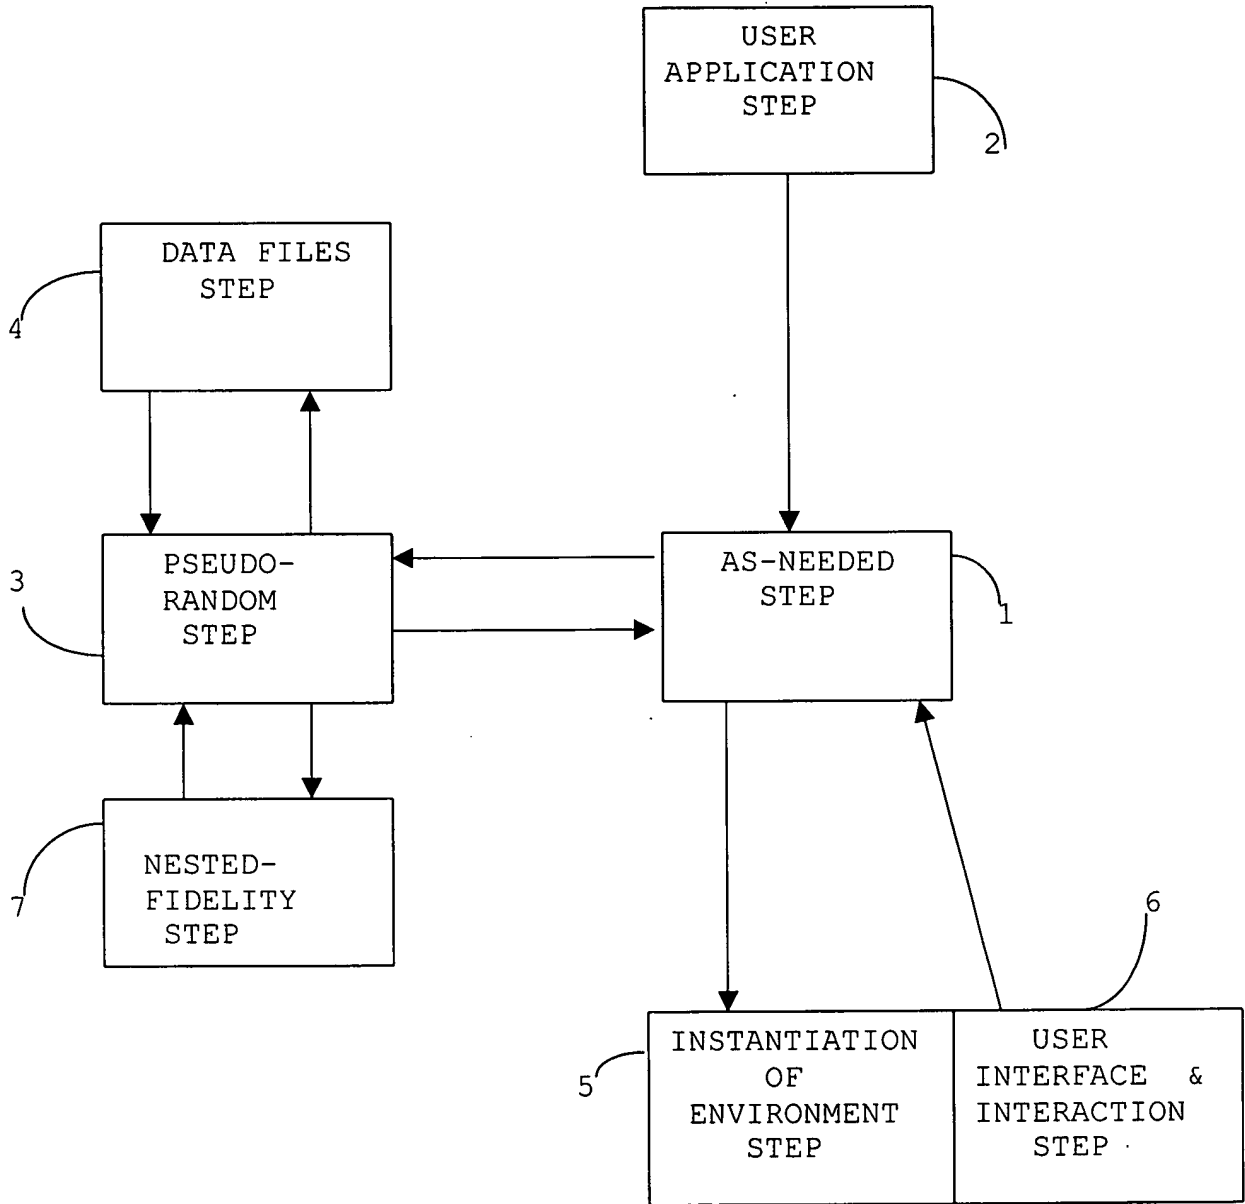 USER
APPLICATION
STEP
2
DATA FILES
STEP
4
PSEUDO-
RANDOM
STEP
3
AS-NEEDED
STEP
1
NESTED-
FIDELITY
STEP
7
6
INSTANTIATION
OF
ENVIRONMENT
STEP
5
USER
INTERFACE &
INTERACTION
STEP